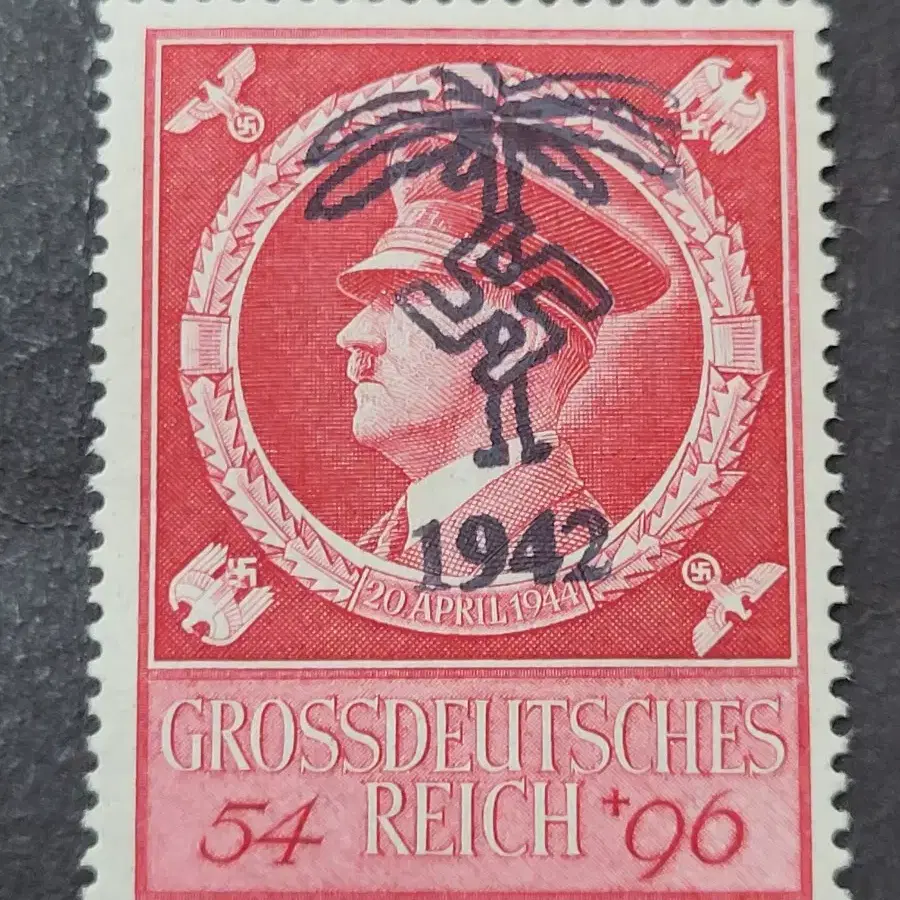 1942
20.APRIL 1944
GROSSDEUTSCHES
54 REICH +96